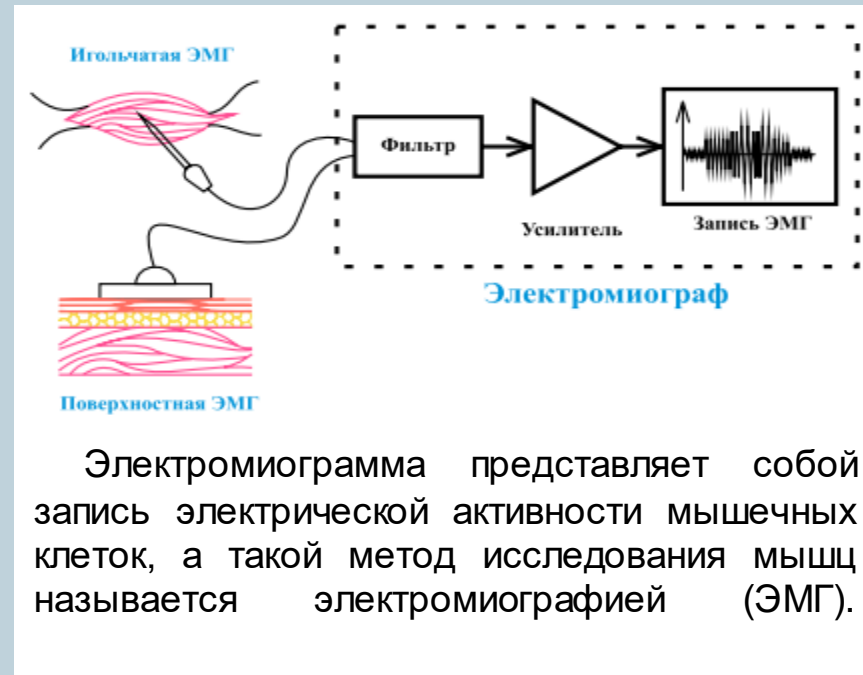 Игольчатая ЭМГ
Фильтр
Усилитель
Запись ЭМГ
Электромиограф
Поверхностная ЭМГ
Электромиограмма представляет собой
запись электрической активности мышечных
клеток, а такой метод исследования мышц
называется электромиографией (ЭМГ).